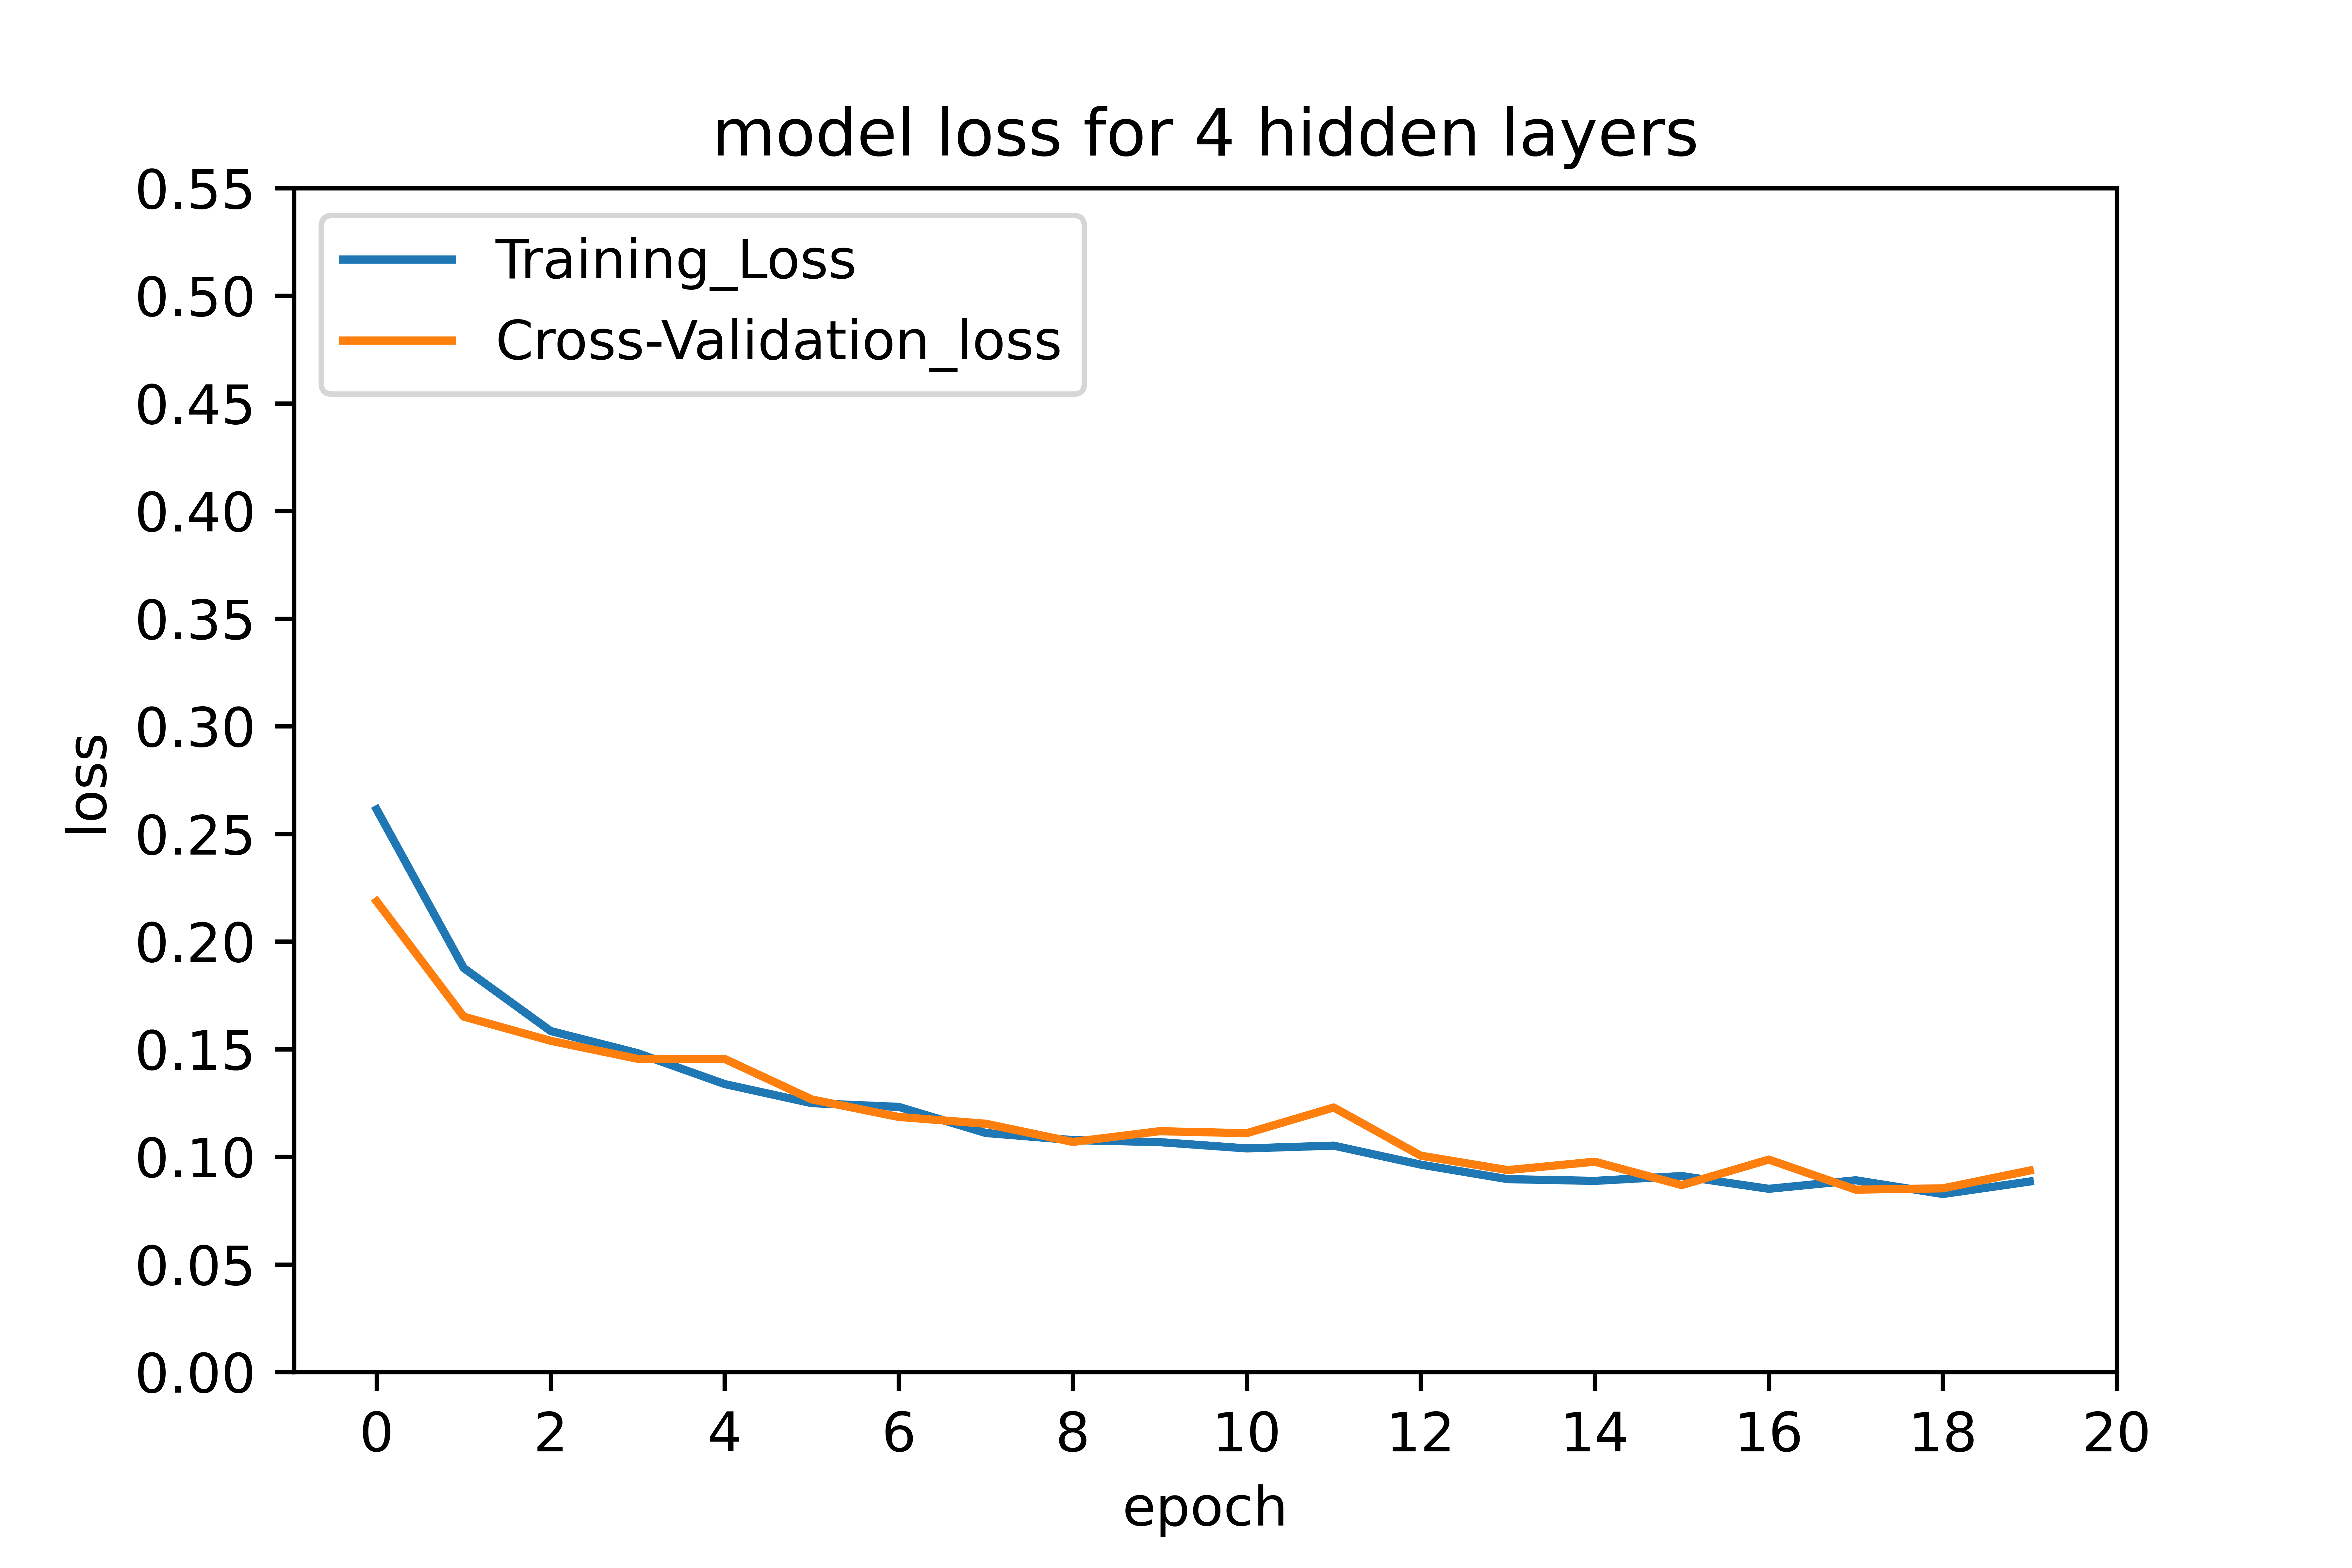 model loss for 4 hidden layers
Training_Loss
Cross-Validation_loss
0.55
0.50
0.45
0.40
0.35
0.30
0.25
0.20
0.15
0.10
0.05
0.00
loss
0 2 4 6 8 10 12 14 16 18 20
epoch